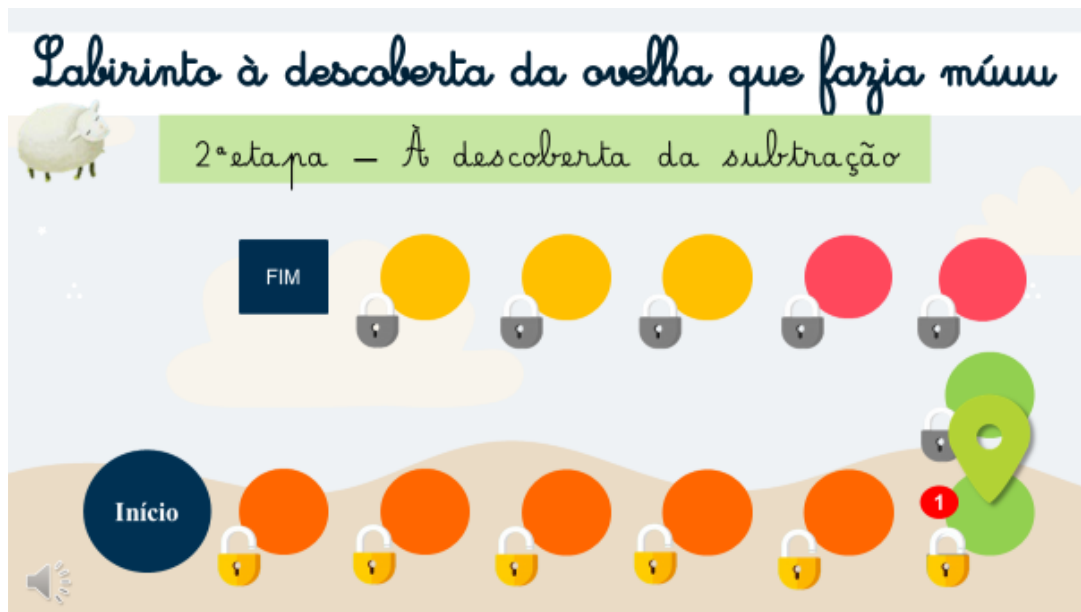 Labirinto à descoberta da ovelha que fazia múuu
2ªetapa – À descoberta da subtração
FIM
1
Início